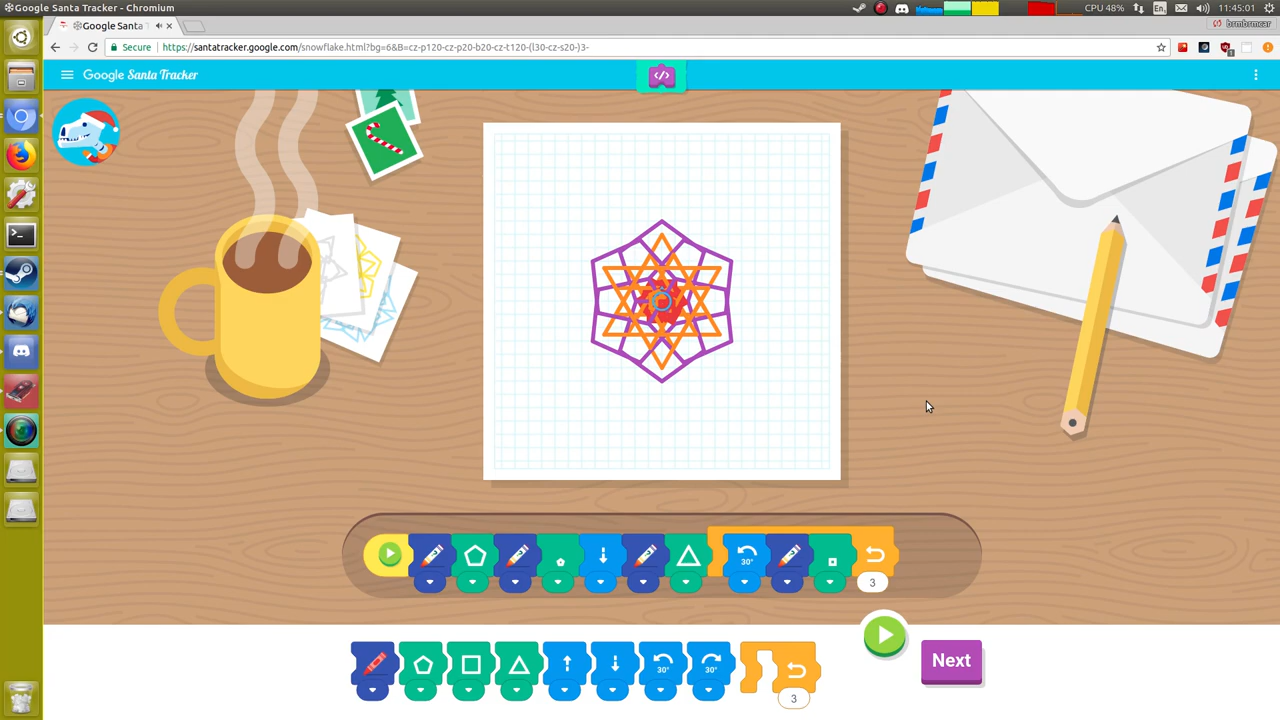 Google Santa Tracker - Chromium
En
CPU 48%
11:45:01
Google Santa T
brmbrmcar
Secure
https://santatracker.google.com/snowflake.html?bg=6&B=cz-p120-cz-p20-b20-cz-t120-(l30-cz-s20-)3-
Google Santa Tracker
</>
30°
3
30°
30°
3
Next